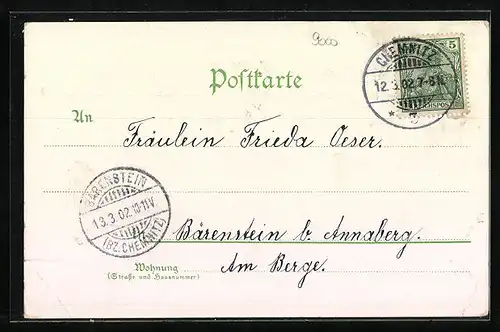 9000
CHEMNITZ
12.3.02.7-8N.
* 3
5
Postkarte
An
Fräulein Frieda Oeser.
BÄRENSTEIN
13.3.02.10-11V.
(BZ. CHEMNITZ)
Bärenstein b. Annaberg.
Wohnung
(Straße und Hausnummer)
Am Berge.